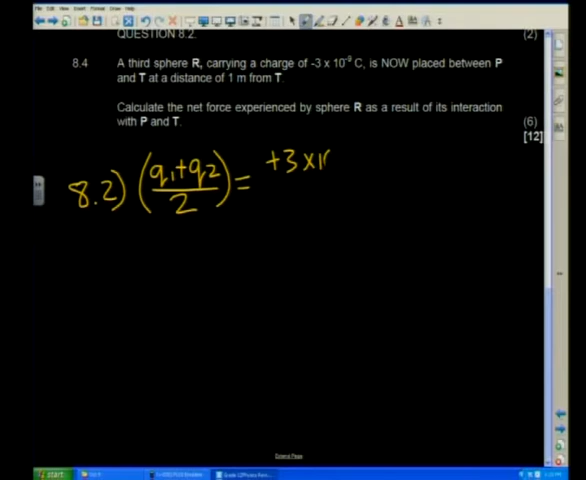 QUESTION 8.2. (2)
8.4 A third sphere R, carrying a charge of -3 x 10⁻⁹ C, is NOW placed between P
and T at a distance of 1 m from T.
Calculate the net force experienced by sphere R as a result of its interaction
with P and T. (6)
[12]
8.2) (q₁+q₂/2) = +3 x 1
start